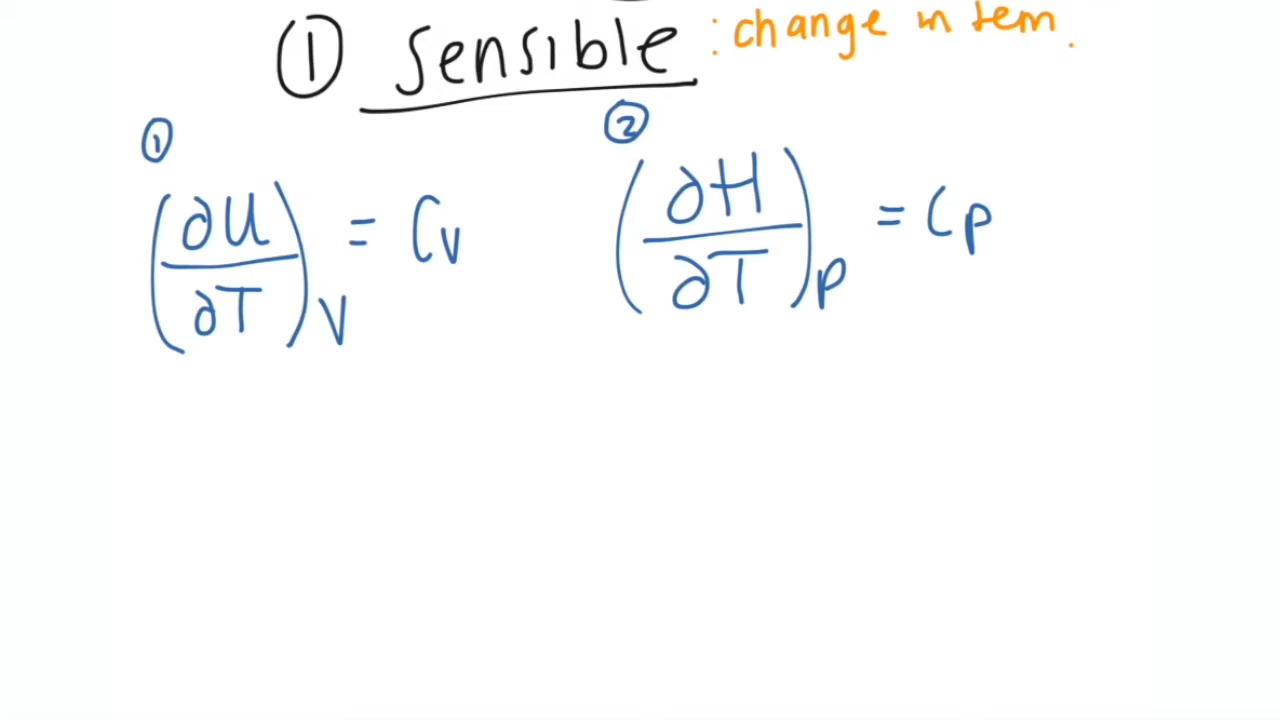 ① Sensible : change in tem.
① ②
(∂U/∂T)v = Cv (∂H/∂T)p = Cp